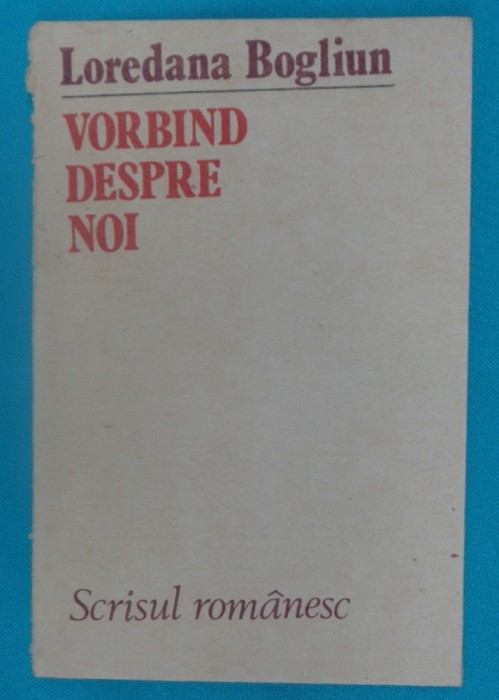 Loredana Bogliun
VORBIND
DESPRE
NOI
Scrisul românesc